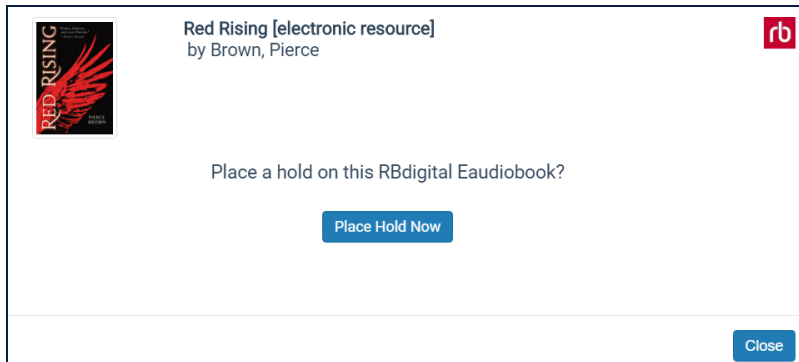 Red Rising [electronic resource]
by Brown, Pierce
rb
RED RISING
PIERCE
BROWN
Place a hold on this RBdigital Eaudiobook?
Place Hold Now
Close